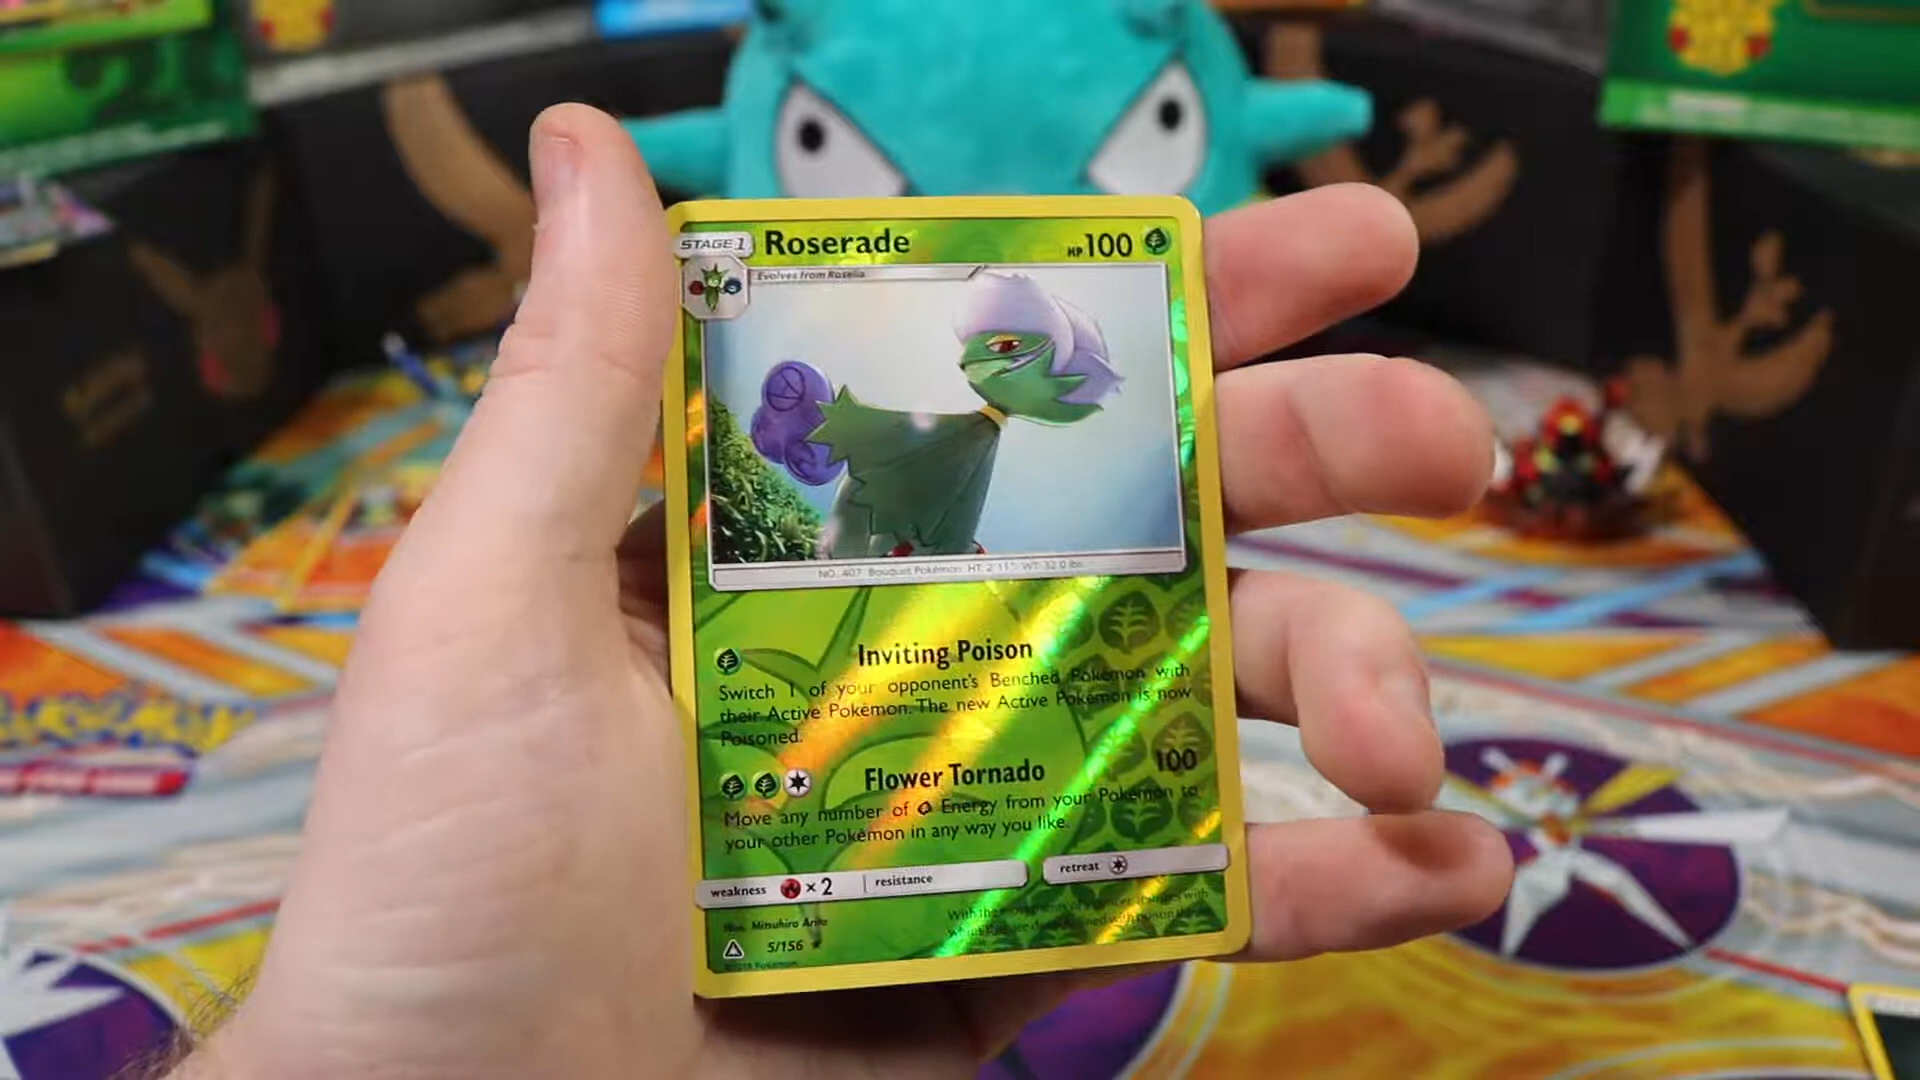 STAGE 1 Roserade HP 100
Evolves from Roselia
NO. 407 Bouquet Pokémon HT: 2'11" WT: 32.0 lbs.
Inviting Poison
Switch 1 of your opponent's Benched Pokémon with
their Active Pokémon. The new Active Pokémon is now
Poisoned.
Flower Tornado 100
Move any number of Energy from your Pokémon to
your other Pokémon in any way you like.
weakness ×2 resistance retreat
Illus. Mitsuhiro Arita
5/156